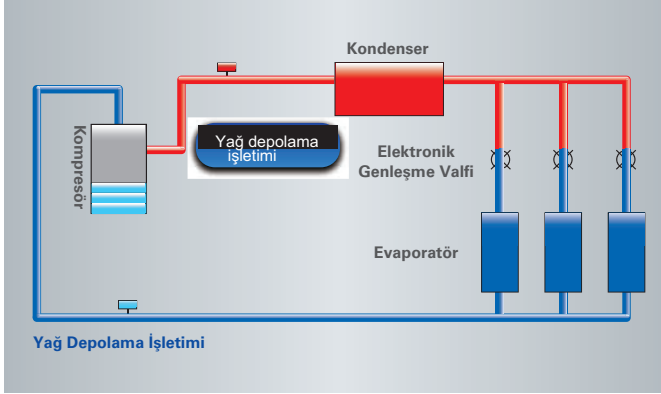 Kondenser
Kompresör
Yağ depolama
işletimi
Elektronik
Genleşme Valfi
Evaporatör
Yağ Depolama İşletimi